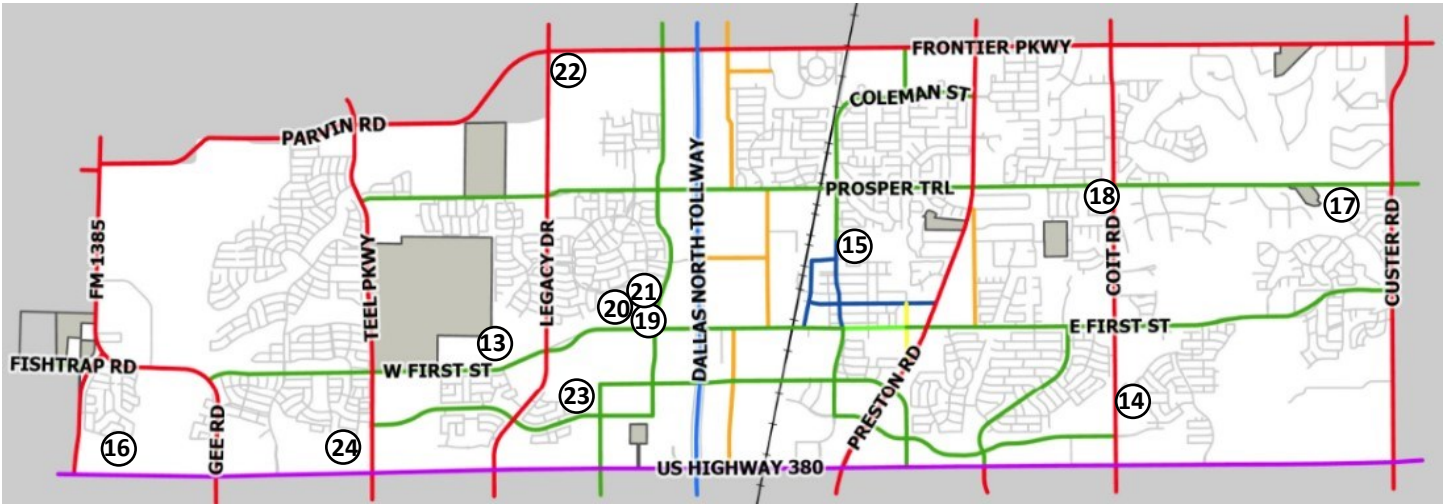 FRONTIER PKWY
22
COLEMAN ST
PARVIN RD
DALLAS NORTH TOLLWAY
PROSPER TRL
18
17
FM 1385
TEEL PKWY
LEGACY DR
15
COIT RD
CUSTER RD
21
20
19
E FIRST ST
13
FISHTRAP RD
W FIRST ST
PRESTON RD
23
14
GEE RD
16
24
US HIGHWAY 380